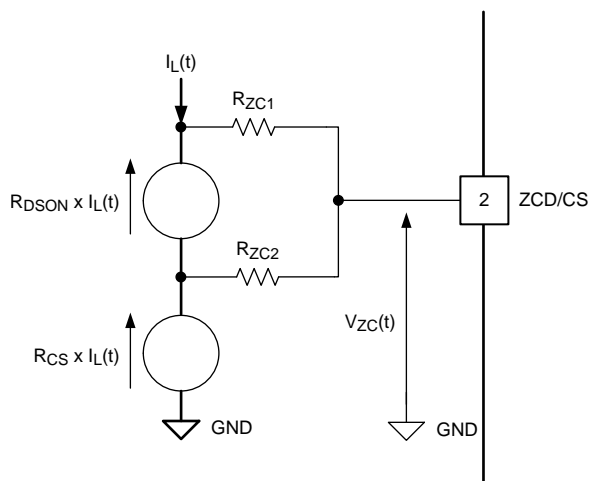 I_L(t)
R_ZC1
R_DSON x I_L(t)
2
ZCD/CS
R_ZC2
V_ZC(t)
R_CS x I_L(t)
GND
GND